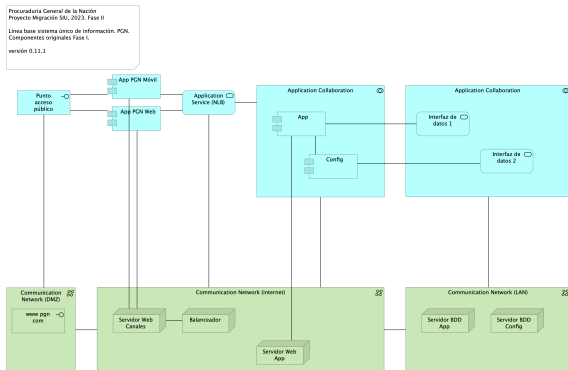 Procuraduría General de la Nación
Proyecto Migración SIU, 2023. Fase II
Línea base sistema único de información. PGN.
Componentes originales Fase I.
versión 0.11.1
App PGN Móvil
Punto
acceso
público
App PGN Web
Application
Service (NLB)
Application Collaboration
App
Config
Application Collaboration
Interfaz de
datos 1
Interfaz de
datos 2
Communication
Network (DMZ)
www pgn
com
Communication Network (internet)
Servidor Web
Canales
Balanceador
Servidor Web
App
Communication Network (LAN)
Servidor BDD
App
Servidor BDD
Config